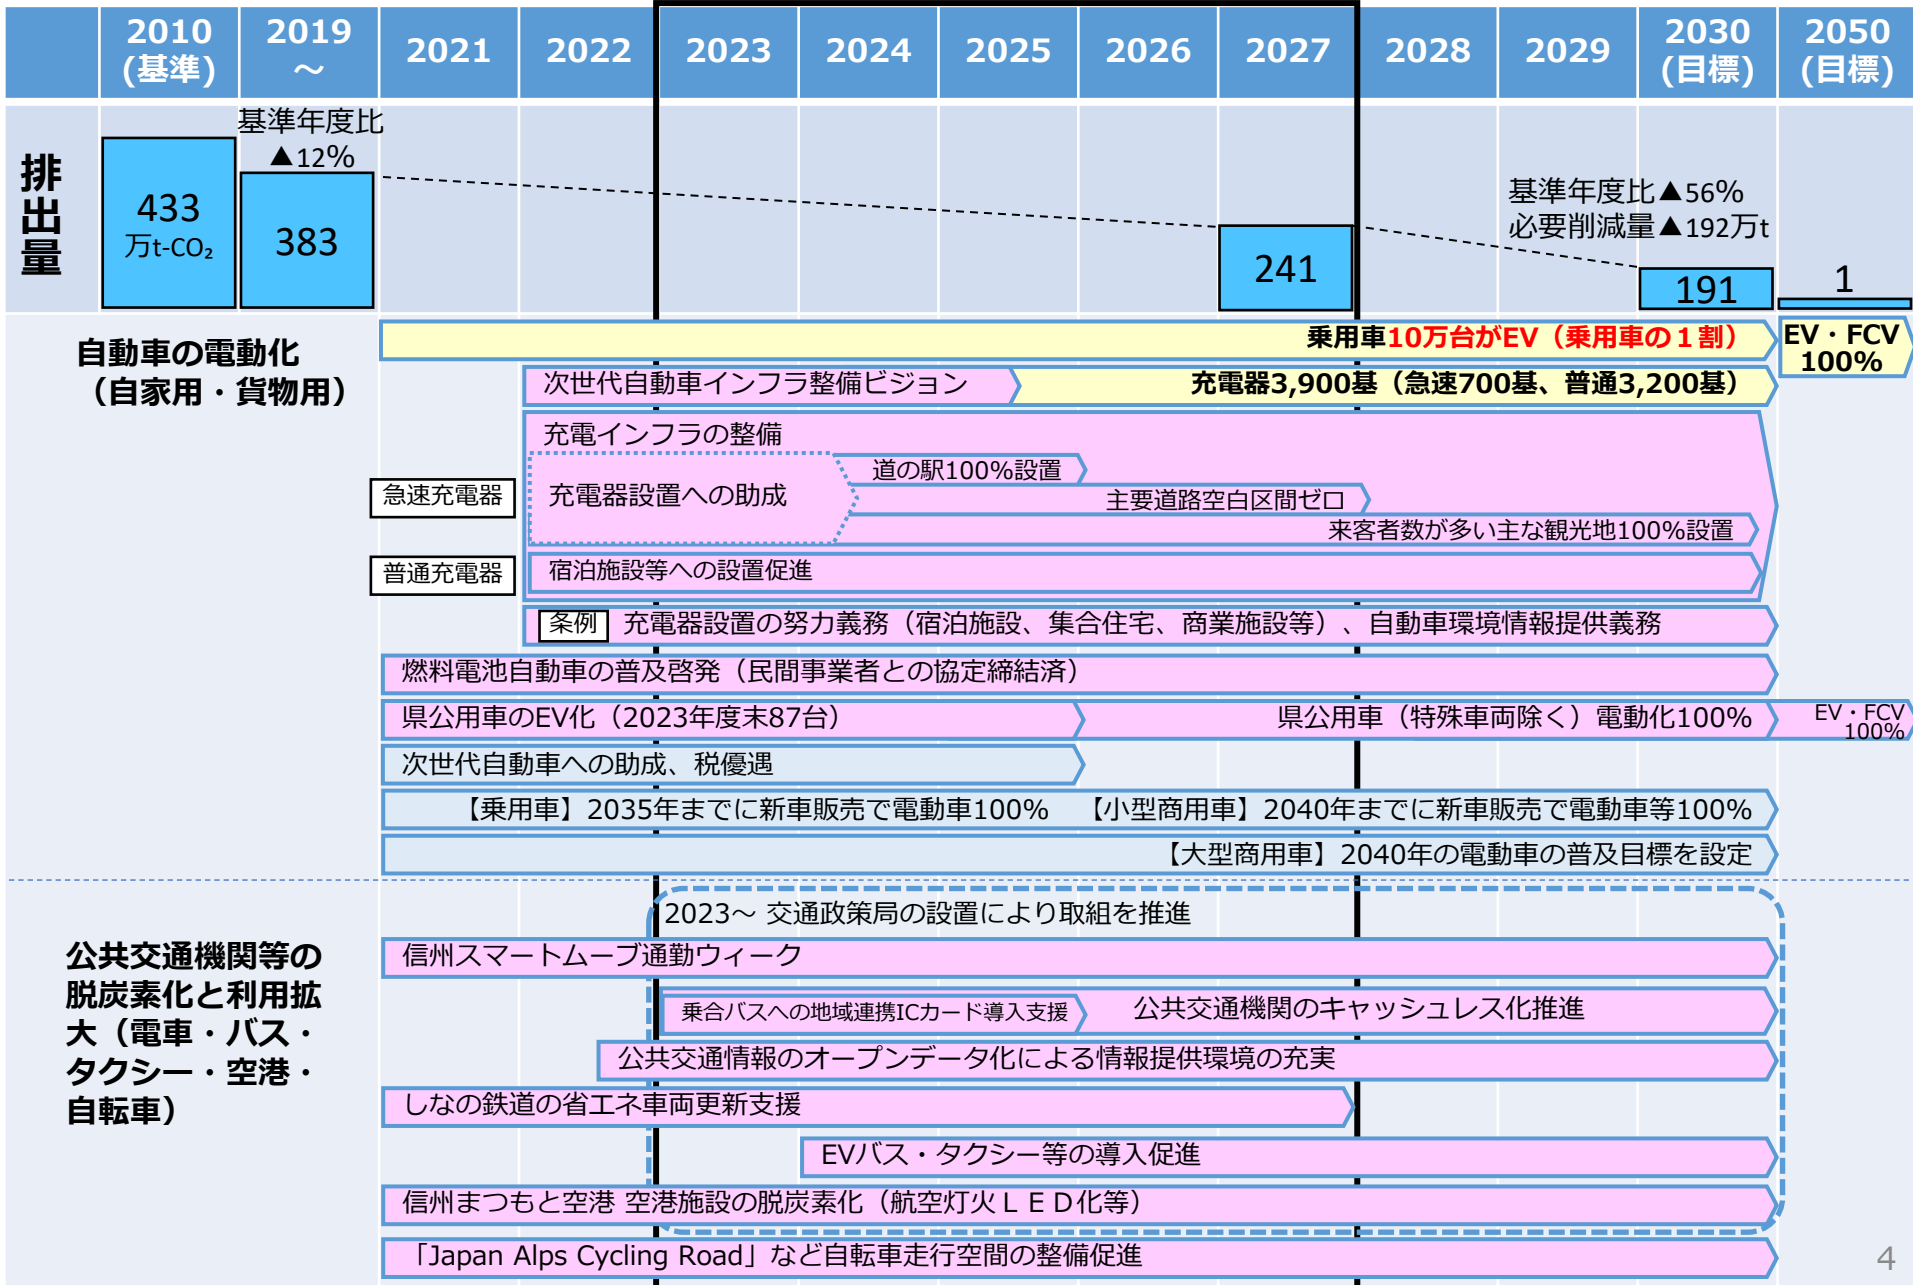 2010
(基準)
2019
～
2021
2022
2023
2024
2025
2026
2027
2028
2029
2030
(目標)
2050
(目標)
排出量
433
万t-CO₂
基準年度比
▲12%
383
241
基準年度比▲56%
必要削減量▲192万t
191
1
自動車の電動化
（自家用・貨物用）
乗用車10万台がEV（乗用車の１割）
EV・FCV
100%
次世代自動車インフラ整備ビジョン
充電器3,900基（急速700基、普通3,200基）
充電インフラの整備
急速充電器
充電器設置への助成
道の駅100%設置
主要道路空白区間ゼロ
来客者数が多い主な観光地100%設置
普通充電器
宿泊施設等への設置促進
条例
充電器設置の努力義務（宿泊施設、集合住宅、商業施設等）、自動車環境情報提供義務
燃料電池自動車の普及啓発（民間事業者との協定締結済）
県公用車のEV化（2023年度末87台）
県公用車（特殊車両除く）電動化100%
EV・FCV
100%
次世代自動車への助成、税優遇
【乗用車】2035年までに新車販売で電動車100%
【小型商用車】2040年までに新車販売で電動車等100%
【大型商用車】2040年の電動車の普及目標を設定
公共交通機関等の
脱炭素化と利用拡
大（電車・バス・
タクシー・空港・
自転車）
2023～ 交通政策局の設置により取組を推進
信州スマートムーブ通勤ウィーク
乗合バスへの地域連携ICカード導入支援
公共交通機関のキャッシュレス化推進
公共交通情報のオープンデータ化による情報提供環境の充実
しなの鉄道の省エネ車両更新支援
EVバス・タクシー等の導入促進
信州まつもと空港 空港施設の脱炭素化（航空灯火ＬＥＤ化等）
「Japan Alps Cycling Road」など自転車走行空間の整備促進
4